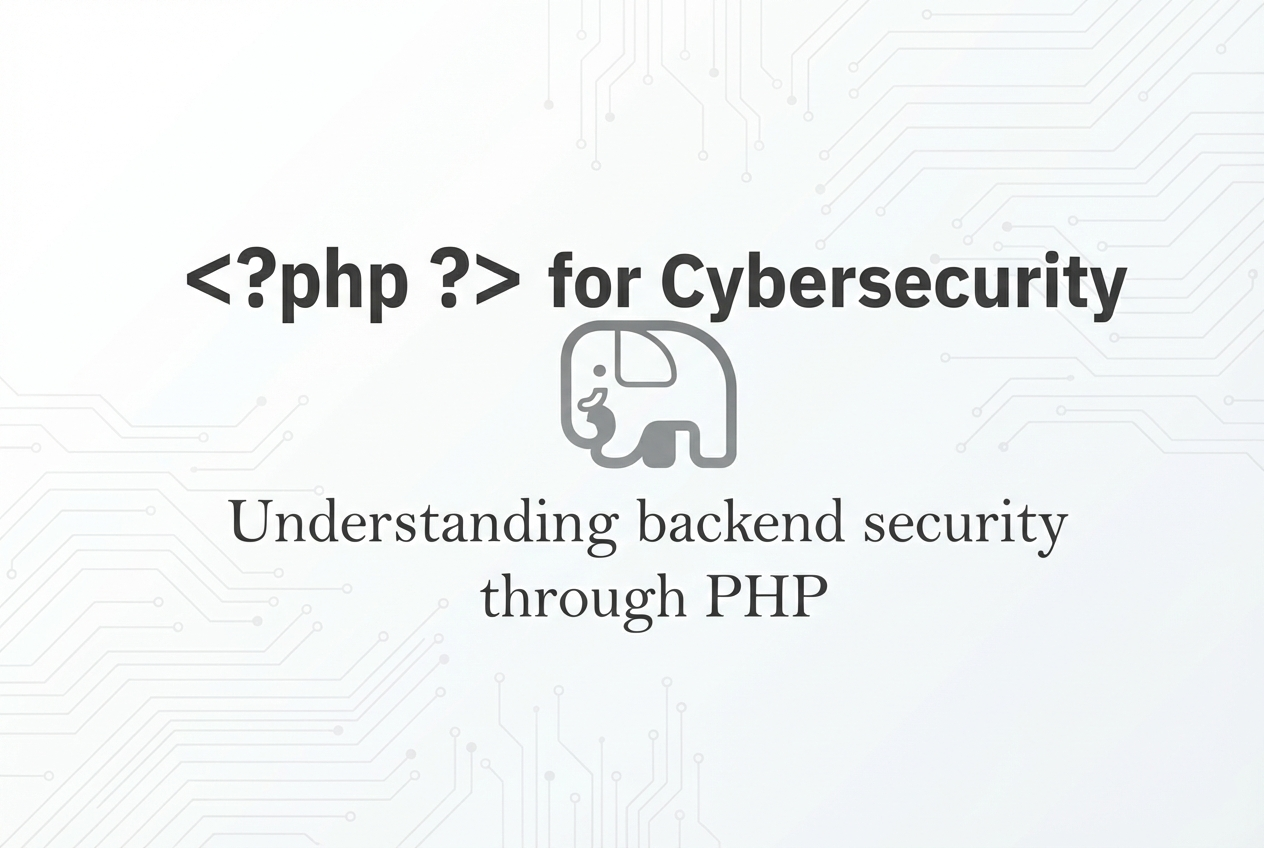 <?php ?> for Cybersecurity
Understanding backend security
through PHP